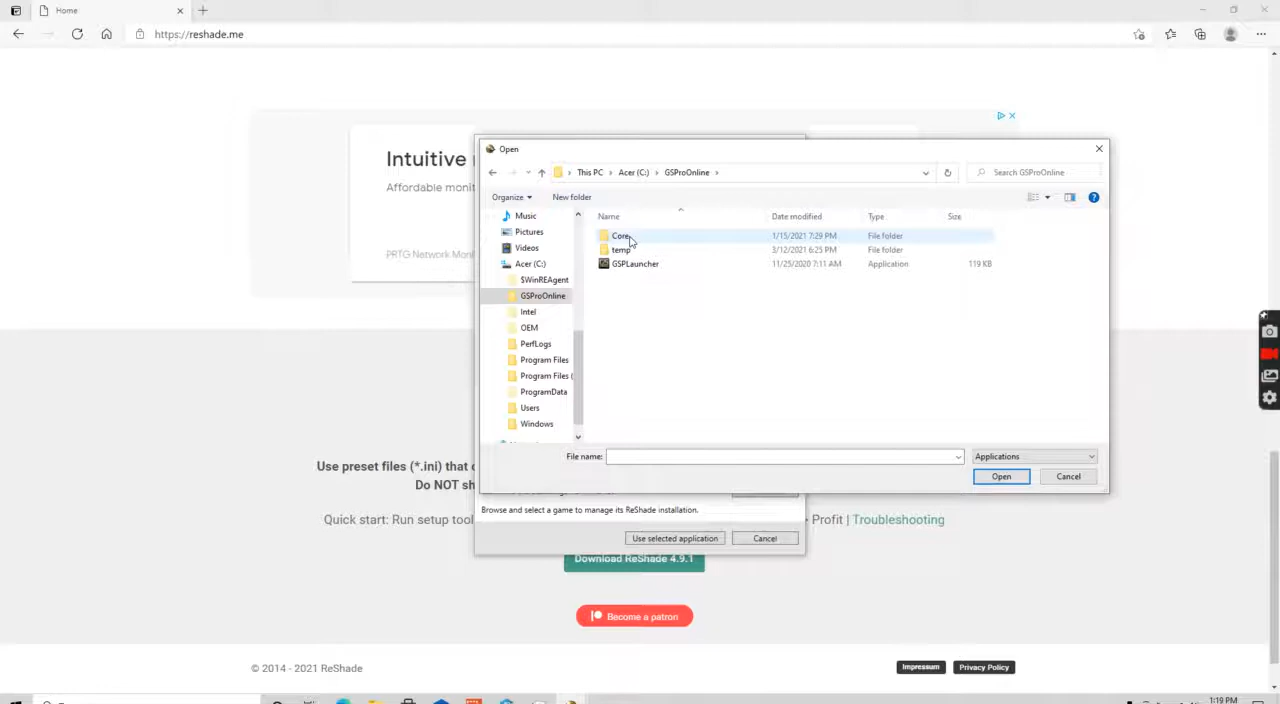 Home
https://reshade.me
Intuitive
Affordable monit
PRTG Network Moni
Open
This PC > Acer (C:) > GSProOnline >
Search GSProOnline
Organize
New folder
Name
Date modified
Type
Size
Music
Pictures
Videos
Acer (C:)
$WinREAgent
GSProOnline
Intel
OEM
PerfLogs
Program Files
Program Files (
ProgramData
Users
Windows
Core
1/15/2021 7:29 PM
File folder
temp
3/12/2021 6:25 PM
File folder
GSPLauncher
11/25/2020 7:11 AM
Application
119 KB
File name:
Applications
Open
Cancel
Use preset files (*.ini) that
Do NOT sh
Browse and select a game to manage its ReShade installation.
Quick start: Run setup tool
Profit | Troubleshooting
Use selected application
Cancel
Download ReShade 4.9.1
Become a patron
© 2014 - 2021 ReShade
Impressum
Privacy Policy
1:19 PM